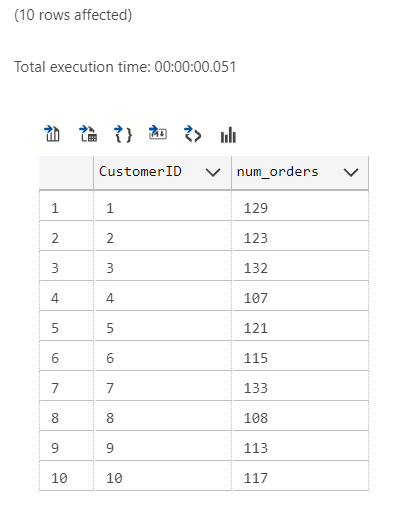 (10 rows affected)
Total execution time: 00:00:00.051
CustomerID num_orders
1 1 129
2 2 123
3 3 132
4 4 107
5 5 121
6 6 115
7 7 133
8 8 108
9 9 113
10 10 117